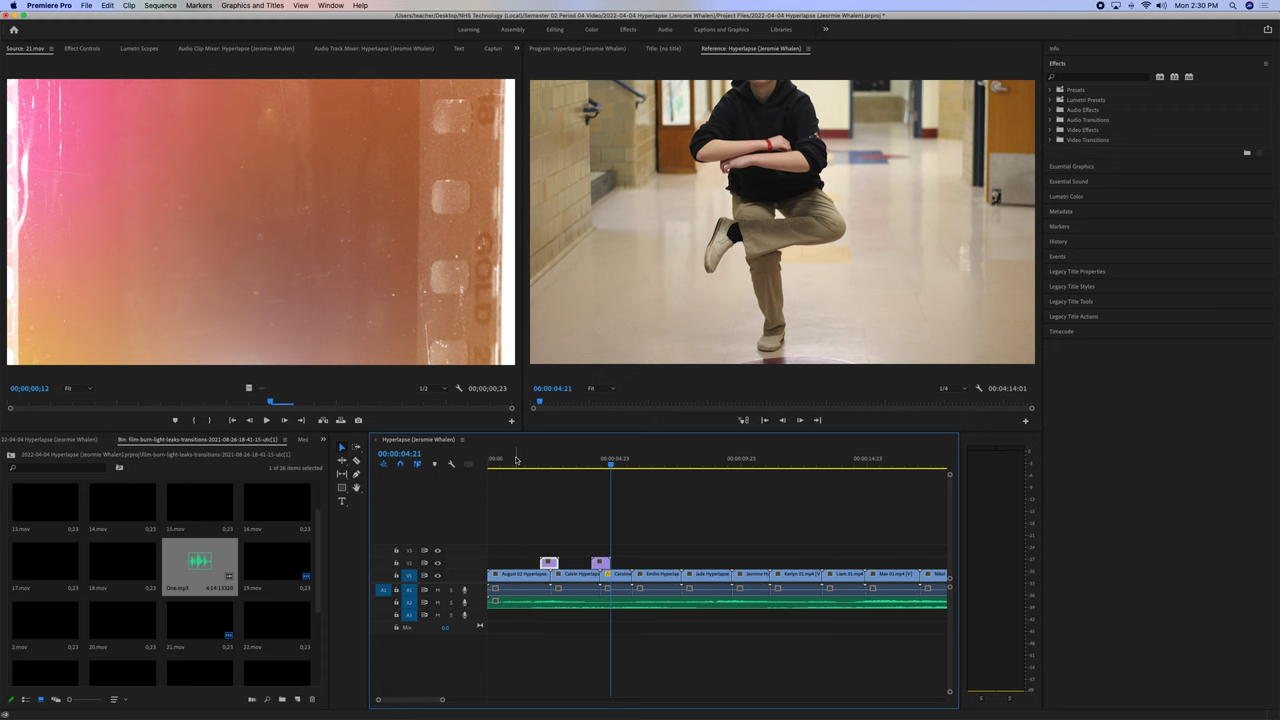 Premiere Pro File Edit Clip Sequence Markers Graphics and Titles View Window Help Mon 2:30 PM
/Users/teacher/Desktop/NHS Technology (Local)/Semester 02 Period 04 Video/2022-04-04 Hyperlapse (Jeromie Whalen)/Project Files/2022-04-04 Hyperlapse (Jeormie Whalen).prproj *
Learning Assembly Editing Color Effects Audio Captions and Graphics Libraries
Source: 21.mov Effect Controls Lumetri Scopes Audio Clip Mixer: Hyperlapse (Jeromie Whalen) Audio Track Mixer: Hyperlapse (Jeromie Whalen) Text Captur
Program: Hyperlapse (Jeromie Whalen) Title: (no title) Reference: Hyperlapse (Jeromie Whalen)
Info
Effects
Presets
Lumetri Presets
Audio Effects
Audio Transitions
Video Effects
Video Transitions
Essential Graphics
Essential Sound
Lumetri Color
Metadata
Markers
History
Events
Legacy Title Properties
Legacy Title Styles
Legacy Title Tools
Legacy Title Actions
Timecode
GOLD
00;00;00;12 Fit 1/2 00;00;00;23
00:00:04:21 Fit 1/4 00:04:14:01
22-04-04 Hyperlapse (Jeormie Whalen) Bin: film-burn-light-leaks-transitions-2021-08-26-18-41-15-utc(1)
2022-04-04 Hyperlapse (Jeormie Whalen).prproj\film-burn-light-leaks-transitions-2021-08-26-18-41-15-utc(1)
1 of 26 items selected
13.mov 0;23 14.mov 0;23 15.mov 0;23 16.mov 0;23
17.mov 0;23 18.mov 0;23 One.mp3 4:14:13320 19.mov 0;23
2.mov 0;23 20.mov 0;23 21.mov 0;23 22.mov 0;23
Hyperlapse (Jeromie Whalen)
00:00:04:21
:00:00 00:00:04:23 00:00:09:23 00:00:14:23
V3
V2
V1 August 02 Hyperlapse Calvin Hyperlap Caroline Emilio Hyperlap Jade Hyperlapse Jasmine H Kerlyn 01.mp4 [V] Liam 01.mp4 Max 01.mp4 [V]
A1 A1 M S
A2 M S
A3 M S
Mix 0.0
S S